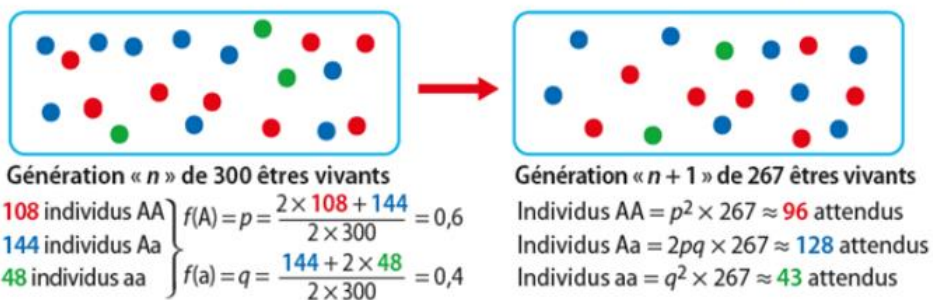 Génération « n » de 300 êtres vivants
108 individus AA
144 individus Aa
48 individus aa
f(A) = p = (2 × 108 + 144) / (2 × 300) = 0,6
f(a) = q = (144 + 2 × 48) / (2 × 300) = 0,4
Génération « n + 1 » de 267 êtres vivants
Individus AA = p² × 267 ≈ 96 attendus
Individus Aa = 2pq × 267 ≈ 128 attendus
Individus aa = q² × 267 ≈ 43 attendus